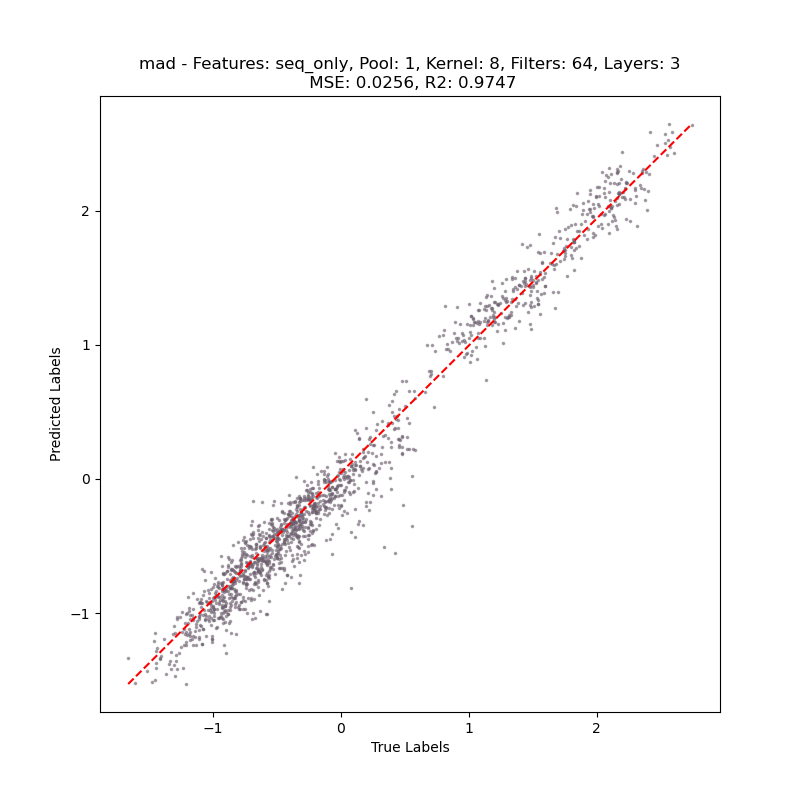 mad - Features: seq_only, Pool: 1, Kernel: 8, Filters: 64, Layers: 3
MSE: 0.0256, R2: 0.9747
2
1
0
−1
Predicted Labels
−1 0 1 2
True Labels